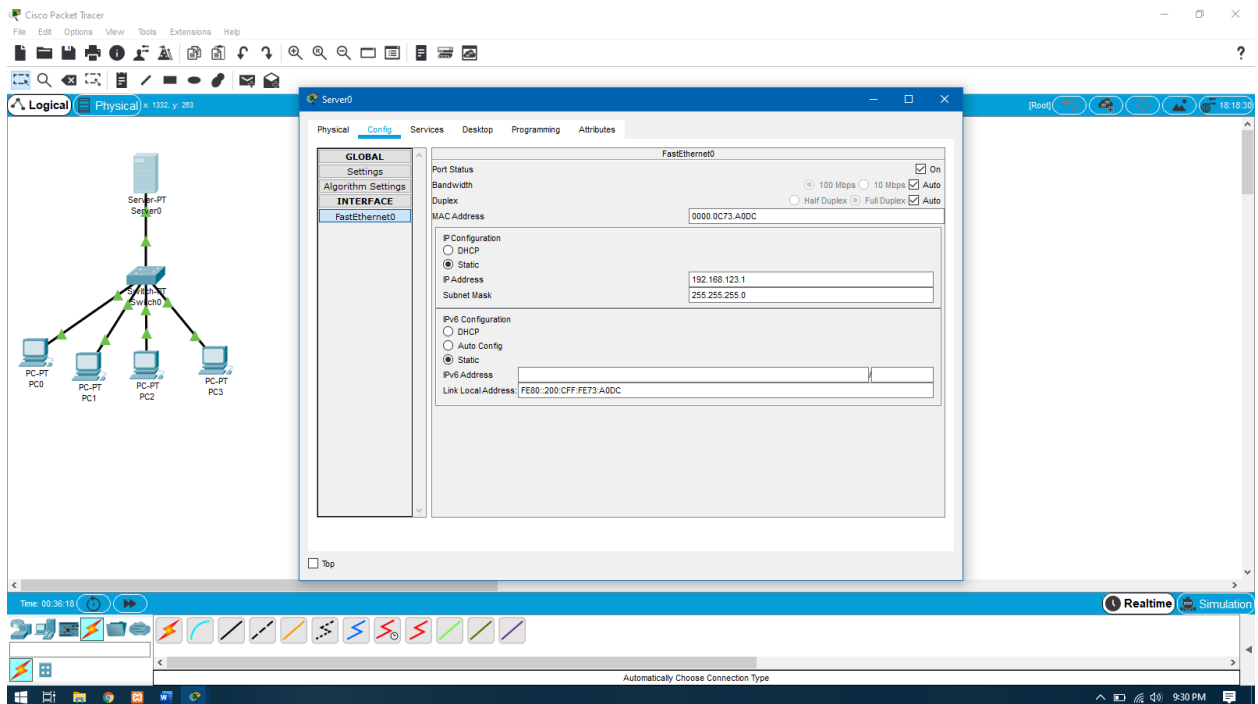 Cisco Packet Tracer
File Edit Options View Tools Extensions Help
?
Logical Physical x: 1332, y: 263
[Root] 18:18:30
Server0
Physical Config Services Desktop Programming Attributes
GLOBAL
Settings
Algorithm Settings
INTERFACE
FastEthernet0
FastEthernet0
Port Status On
Bandwidth 100 Mbps 10 Mbps Auto
Duplex Half Duplex Full Duplex Auto
MAC Address 0000.0C73.A0DC
IP Configuration
DHCP
Static
IP Address 192.168.123.1
Subnet Mask 255.255.255.0
IPv6 Configuration
DHCP
Auto Config
Static
IPv6 Address /
Link Local Address: FE80::200:CFF:FE73:A0DC
Top
Server-PT
Server0
Switch-PT
Switch0
PC-PT
PC0
PC-PT
PC1
PC-PT
PC2
PC-PT
PC3
Time: 00:36:18
Realtime Simulation
Automatically Choose Connection Type
9:30 PM